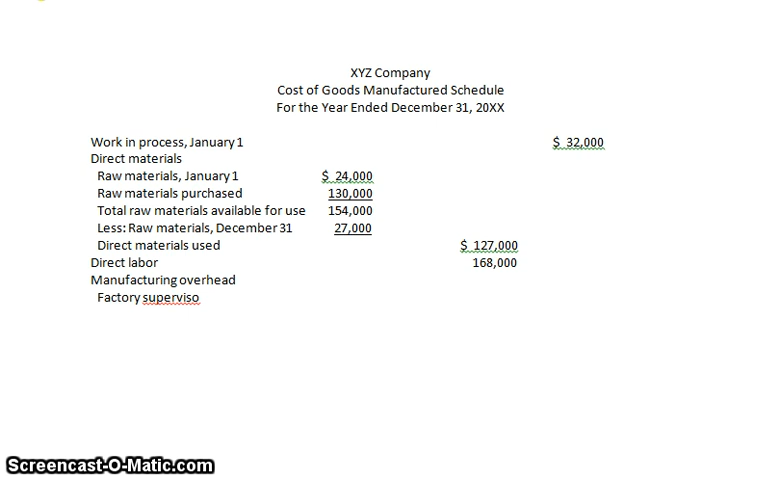 XYZ Company
Cost of Goods Manufactured Schedule
For the Year Ended December 31, 20XX
Work in process, January 1 $ 32,000
Direct materials
Raw materials, January 1 $ 24,000
Raw materials purchased 130,000
Total raw materials available for use 154,000
Less: Raw materials, December 31 27,000
Direct materials used $ 127,000
Direct labor 168,000
Manufacturing overhead
Factory superviso
Screencast-O-Matic.com